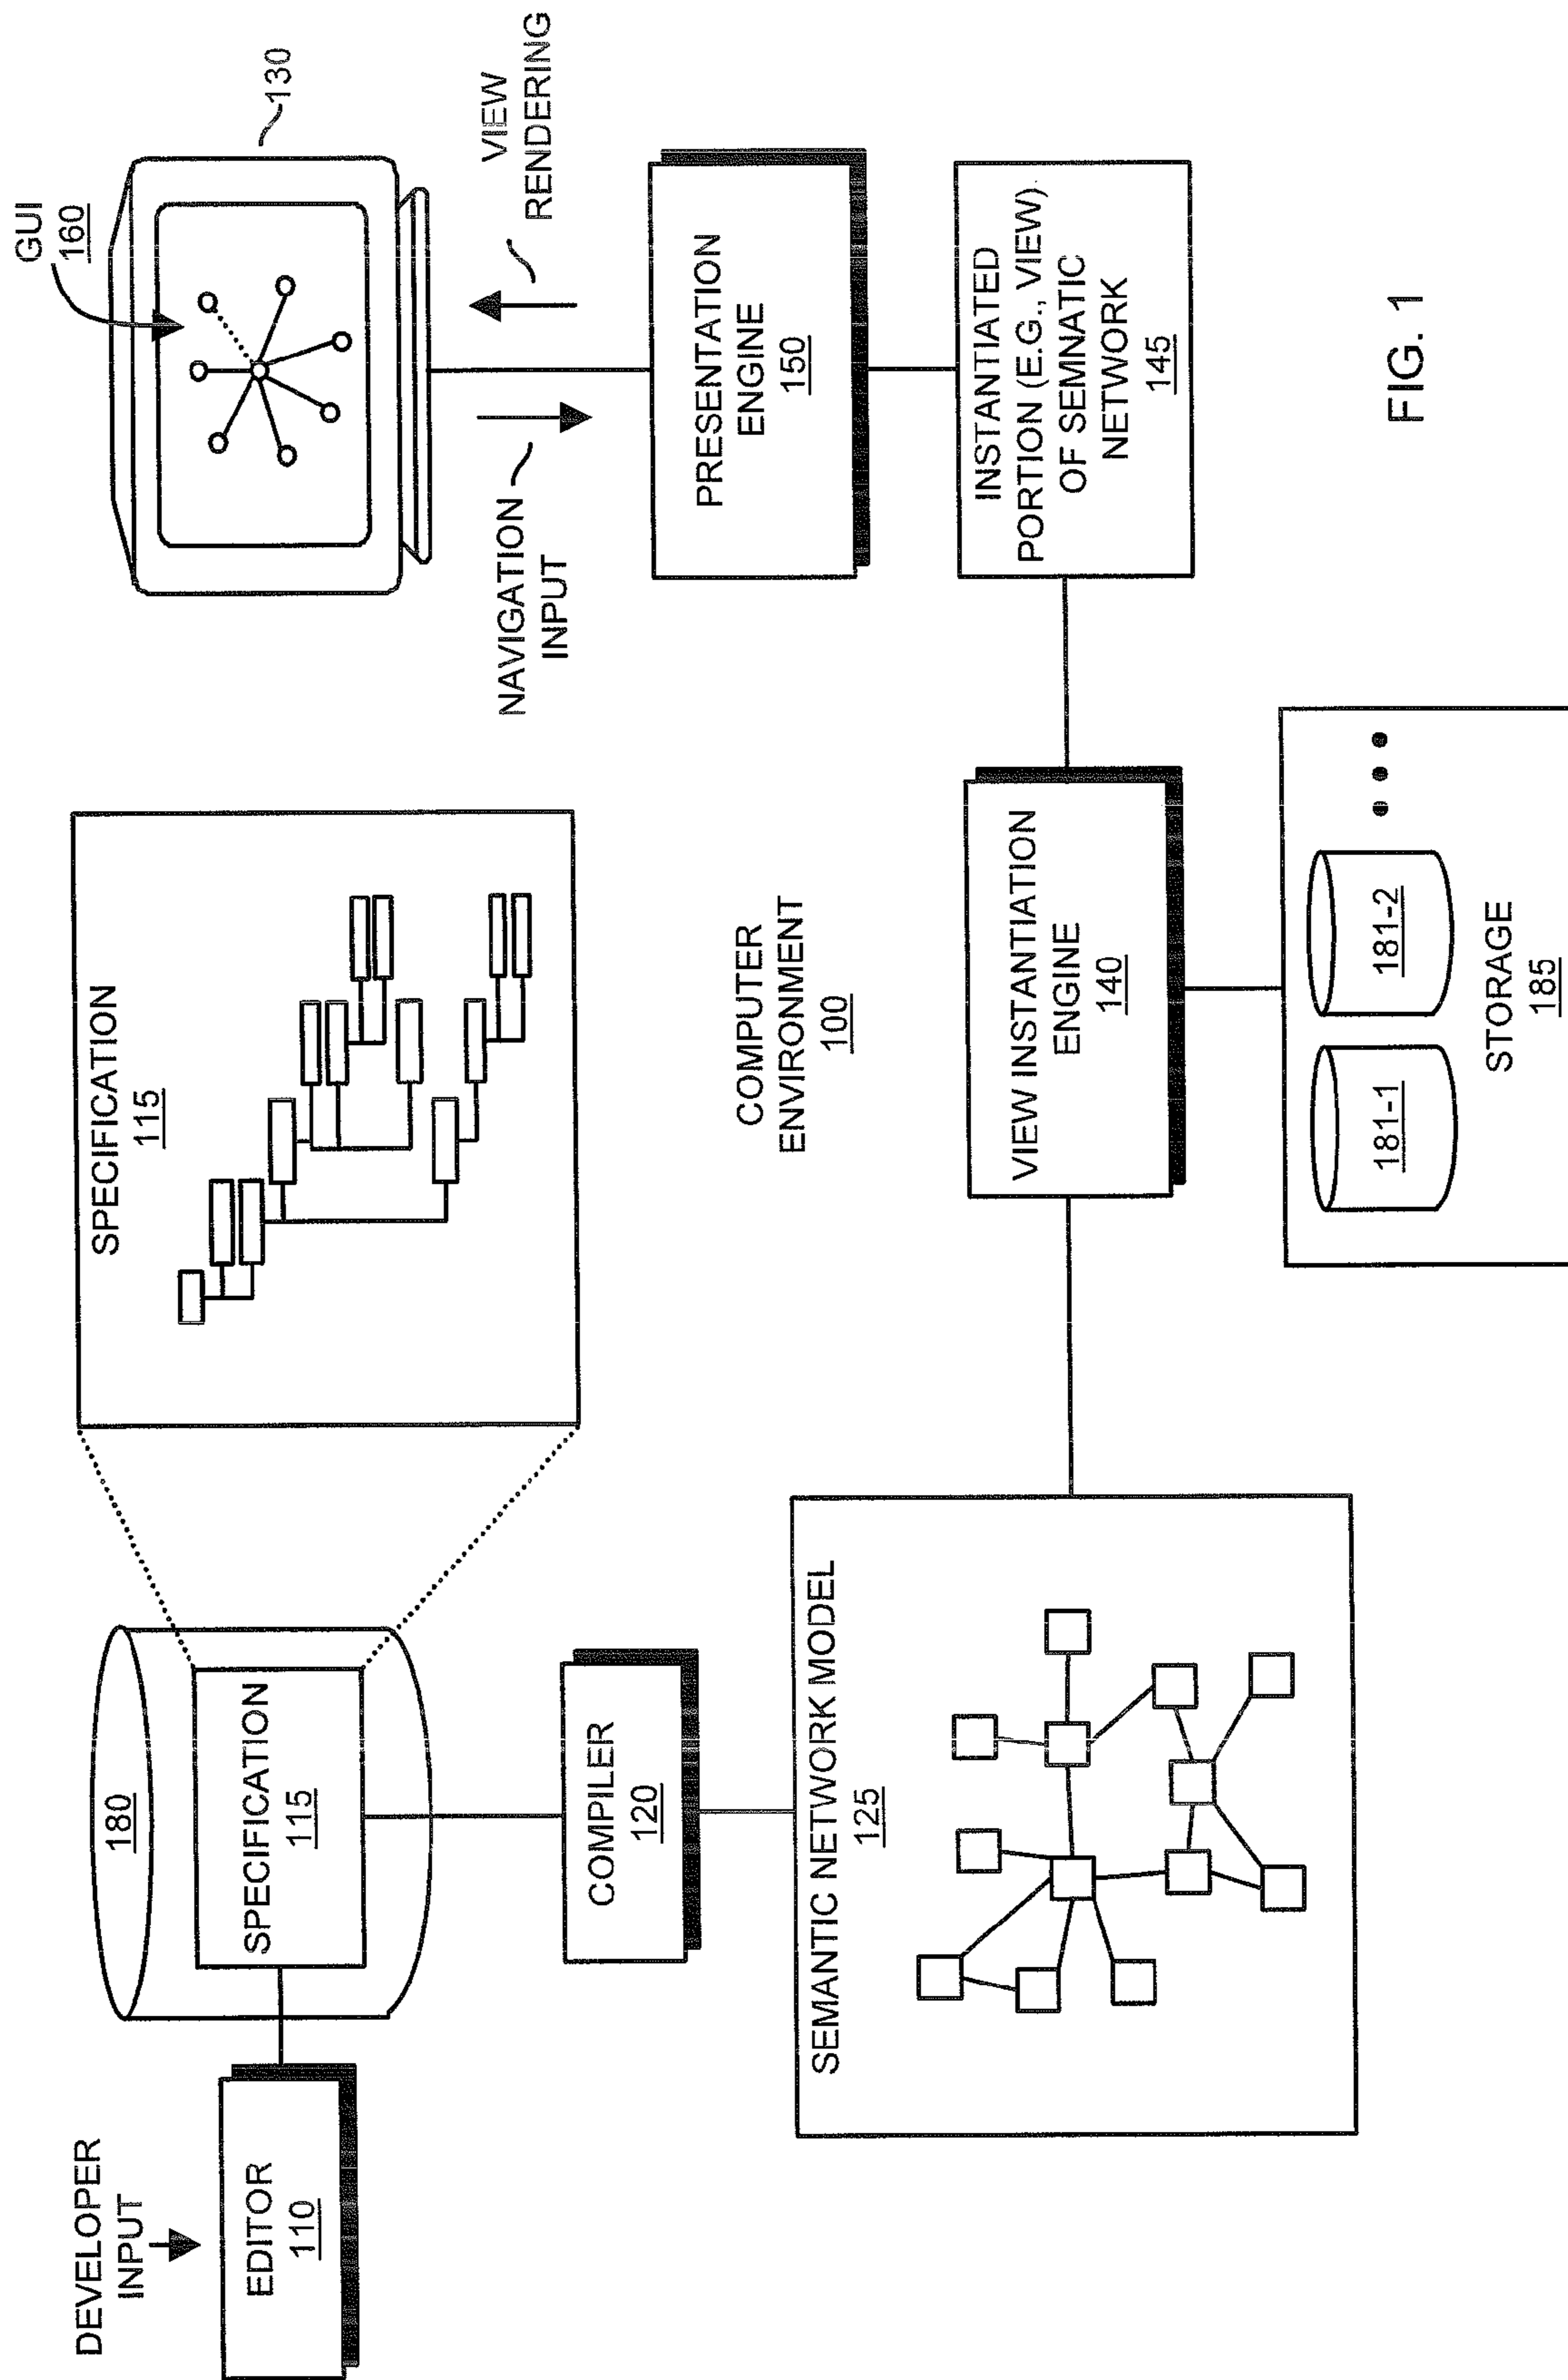 DEVELOPER
INPUT
EDITOR
110
180
SPECIFICATION
115
SPECIFICATION
115
COMPILER
120
SEMANTIC NETWORK MODEL
125
COMPUTER
ENVIRONMENT
100
VIEW INSTANTIATION
ENGINE
140
181-1
181-2
STORAGE
185
GUI
160
130
NAVIGATION
INPUT
VIEW
RENDERING
PRESENTATION
ENGINE
150
INSTANTIATED
PORTION (E.G., VIEW)
OF SEMNATIC
NETWORK
145
FIG. 1